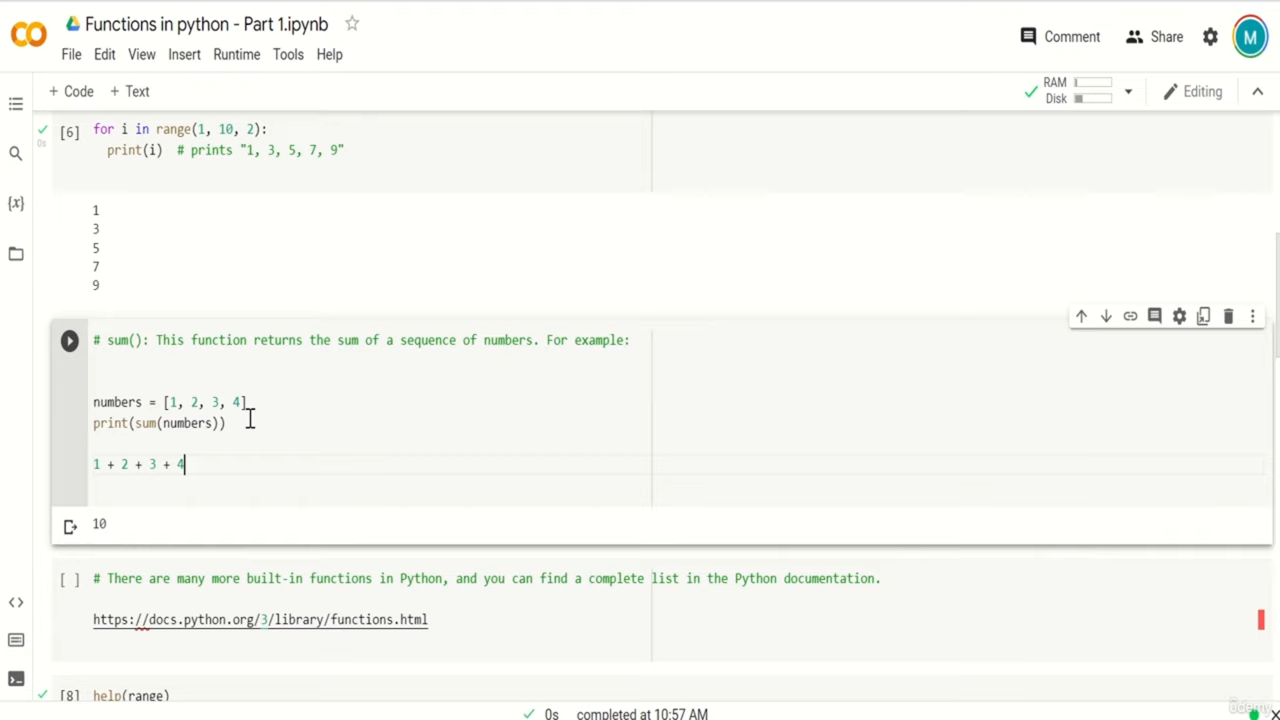 Functions in python - Part 1.ipynb
File Edit View Insert Runtime Tools Help
Comment Share M
+ Code + Text
RAM
Disk
Editing
[6] for i in range(1, 10, 2):
0s
print(i) # prints "1, 3, 5, 7, 9"
1
3
5
7
9
{x}
# sum(): This function returns the sum of a sequence of numbers. For example:
numbers = [1, 2, 3, 4]
print(sum(numbers))
1 + 2 + 3 + 4
10
[ ] # There are many more built-in functions in Python, and you can find a complete list in the Python documentation.
https://docs.python.org/3/library/functions.html
[8] help(range)
0s completed at 10:57 AM
ûdemy